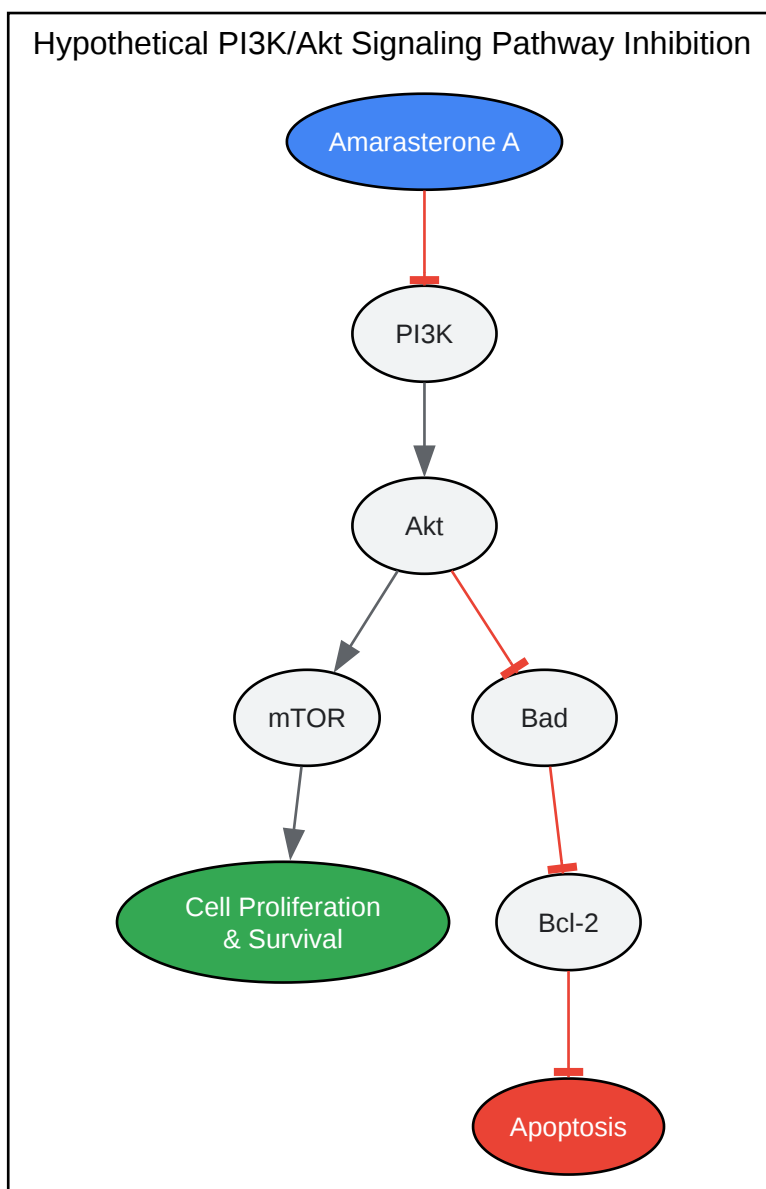 Hypothetical PI3K/Akt Signaling Pathway Inhibition
Amarasterone A
PI3K
Akt
mTOR
Bad
Cell Proliferation
& Survival
Bcl-2
Apoptosis